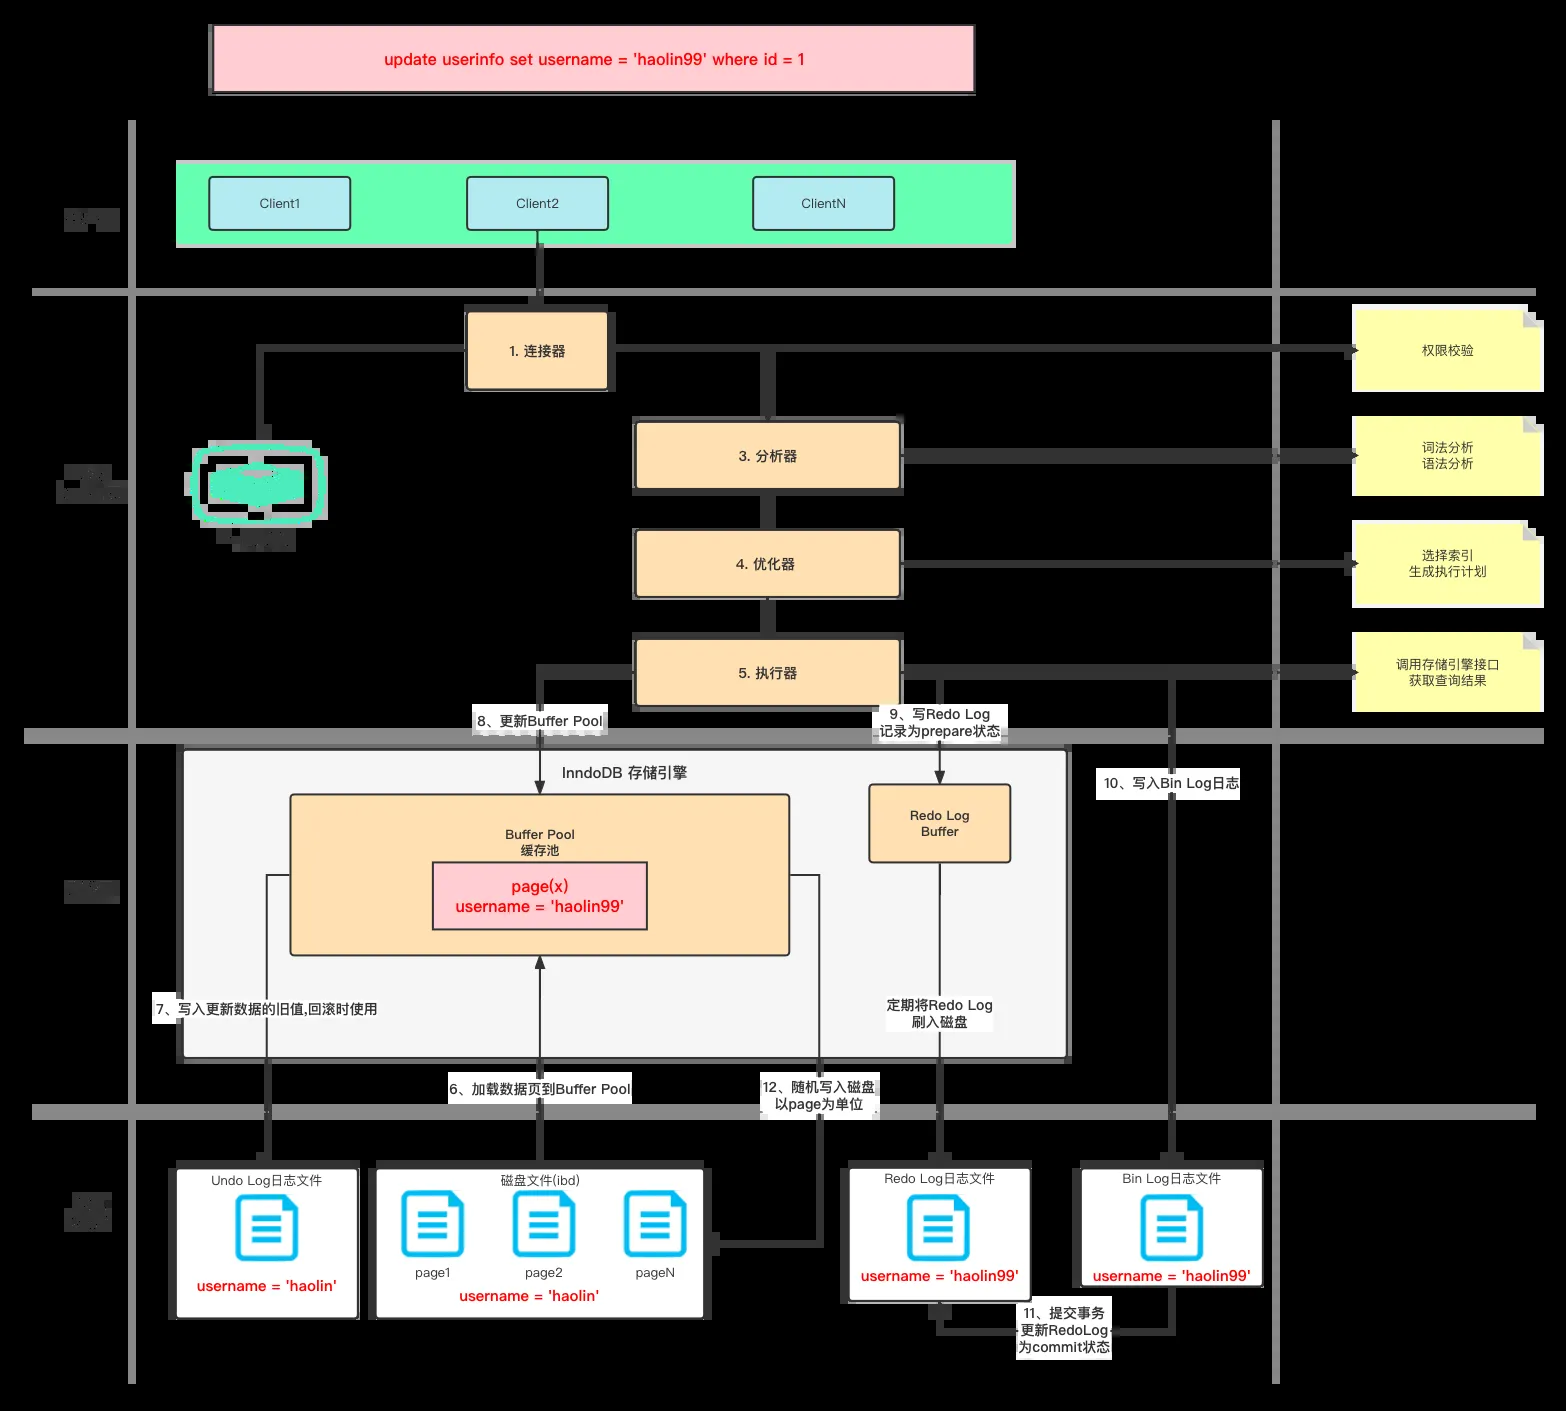 update userinfo set username = 'haolin99' where id = 1
Client1
Client2
ClientN
1. 连接器
权限校验
3. 分析器
词法分析
语法分析
4. 优化器
选择索引
生成执行计划
5. 执行器
调用存储引擎接口
获取查询结果
8、更新Buffer Pool
9、写Redo Log
记录为prepare状态
InndoDB 存储引擎
10、写入Bin Log日志
Buffer Pool
缓存池
page(x)
username = 'haolin99'
Redo Log
Buffer
7、写入更新数据的旧值,回滚时使用
定期将Redo Log
刷入磁盘
6、加载数据页到Buffer Pool
12、随机写入磁盘
以page为单位
Undo Log日志文件
username = 'haolin'
磁盘文件(ibd)
page1
page2
pageN
username = 'haolin'
Redo Log日志文件
username = 'haolin99'
Bin Log日志文件
username = 'haolin99'
11、提交事务
更新RedoLog
为commit状态